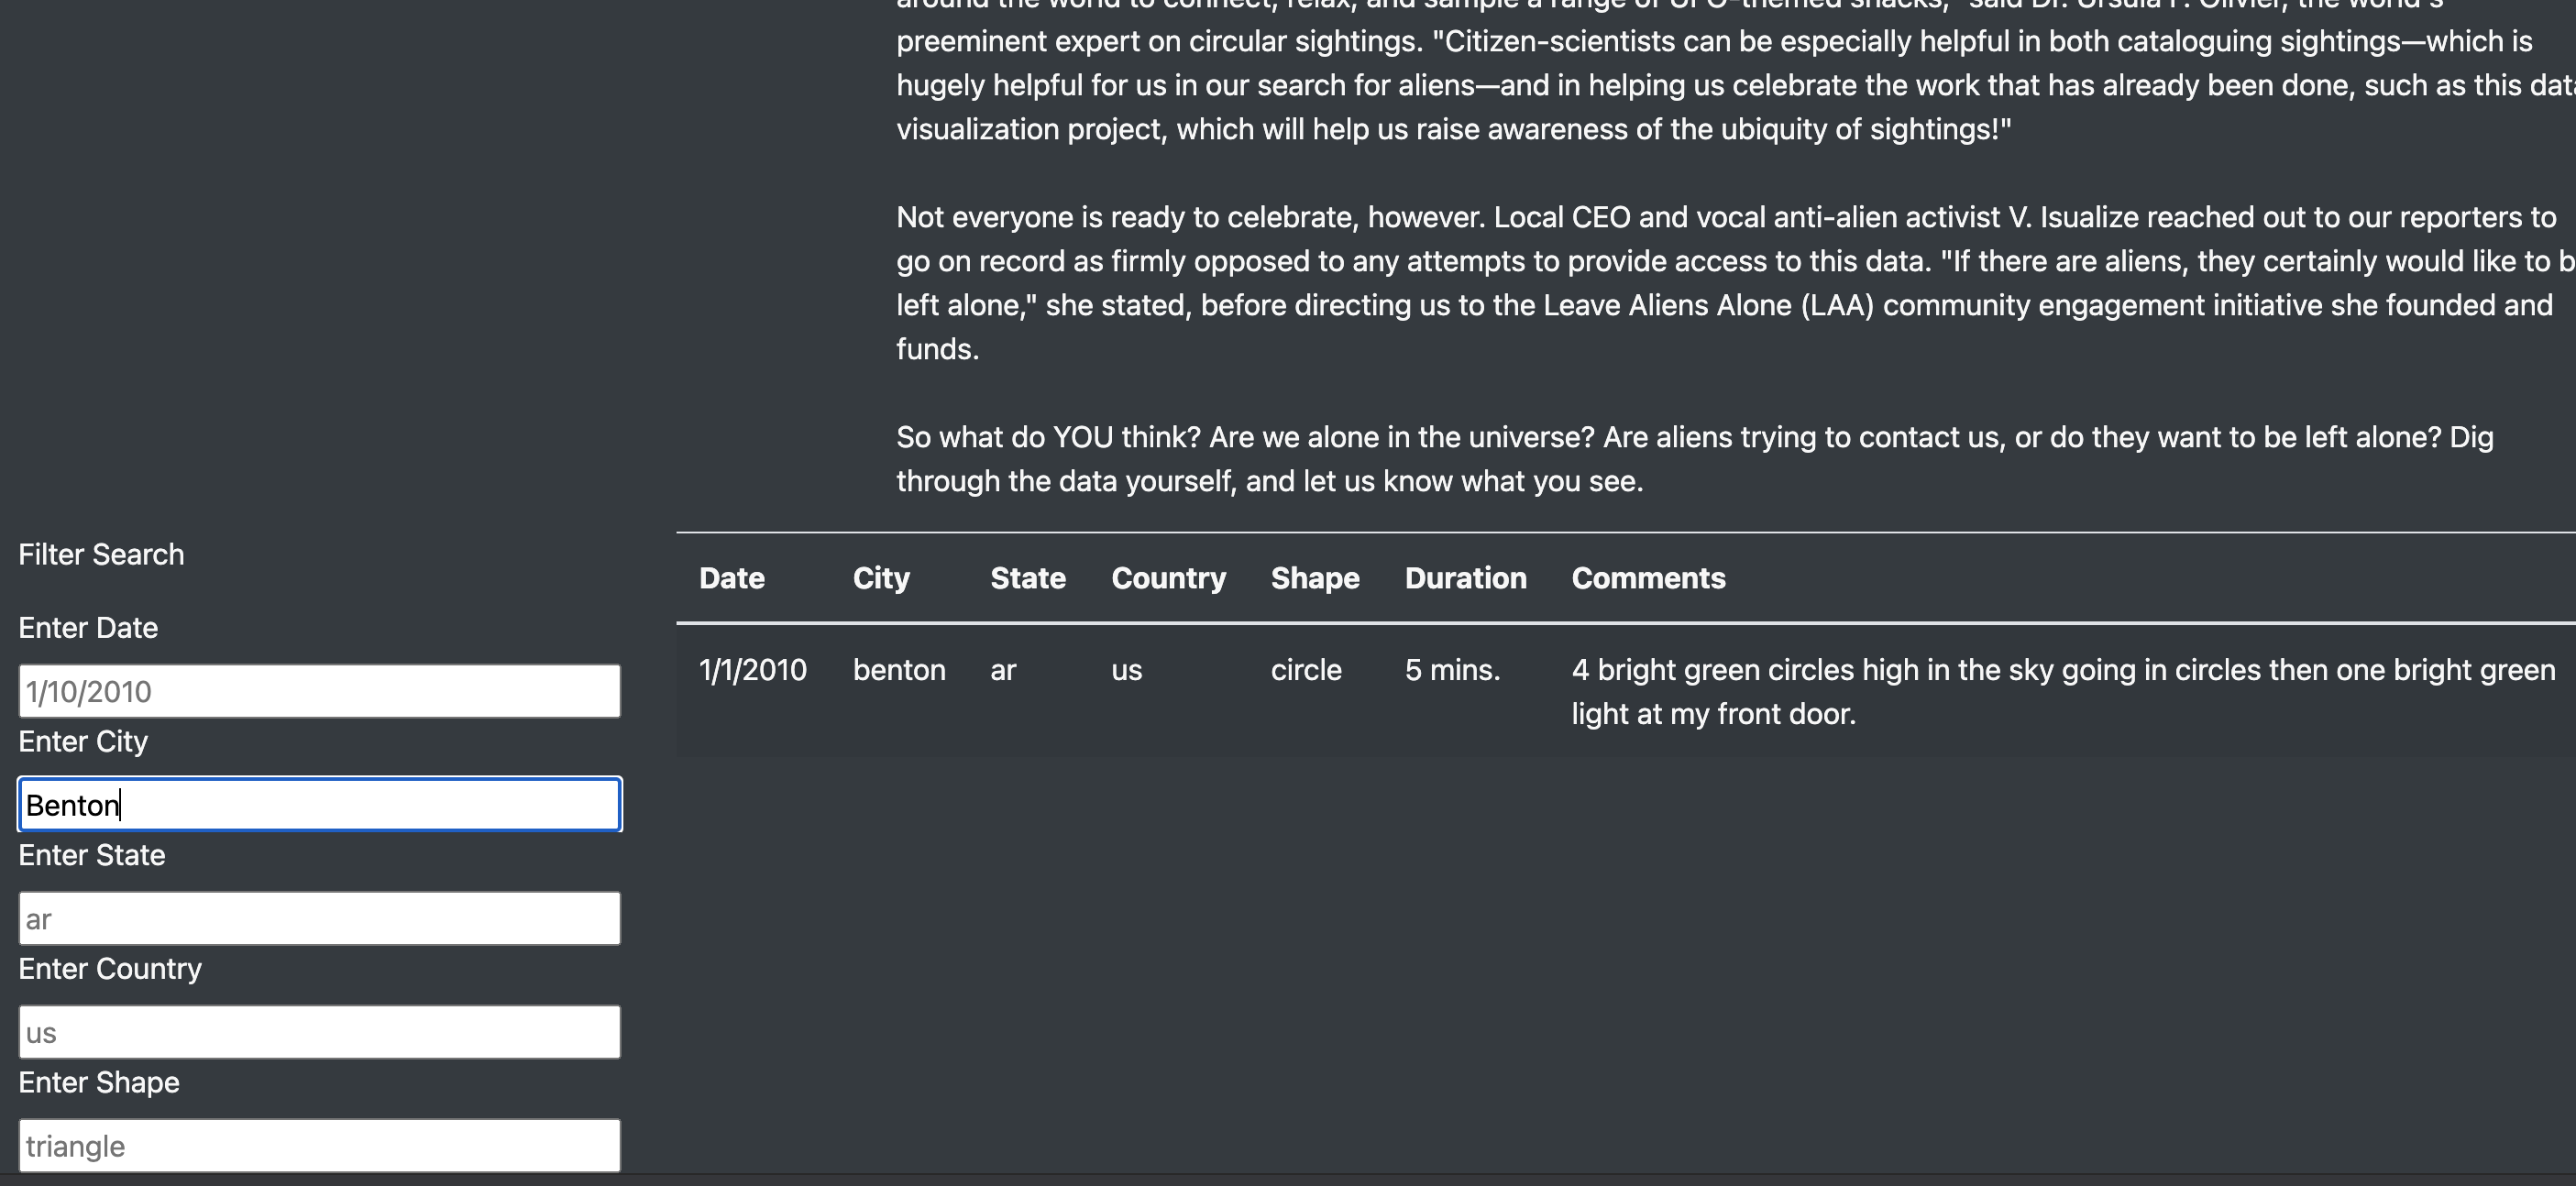 around the world to connect, relax, and sample a range of UFO-themed snacks," said Dr. Ursula F. Olivier, the world's
preeminent expert on circular sightings. "Citizen-scientists can be especially helpful in both cataloguing sightings—which is
hugely helpful for us in our search for aliens—and in helping us celebrate the work that has already been done, such as this dat
visualization project, which will help us raise awareness of the ubiquity of sightings!"
Not everyone is ready to celebrate, however. Local CEO and vocal anti-alien activist V. Isualize reached out to our reporters to
go on record as firmly opposed to any attempts to provide access to this data. "If there are aliens, they certainly would like to b
left alone," she stated, before directing us to the Leave Aliens Alone (LAA) community engagement initiative she founded and
funds.
So what do YOU think? Are we alone in the universe? Are aliens trying to contact us, or do they want to be left alone? Dig
through the data yourself, and let us know what you see.
Filter Search
Enter Date
1/10/2010
Enter City
Benton
Enter State
ar
Enter Country
us
Enter Shape
triangle
Date City State Country Shape Duration Comments
1/1/2010 benton ar us circle 5 mins. 4 bright green circles high in the sky going in circles then one bright green
light at my front door.